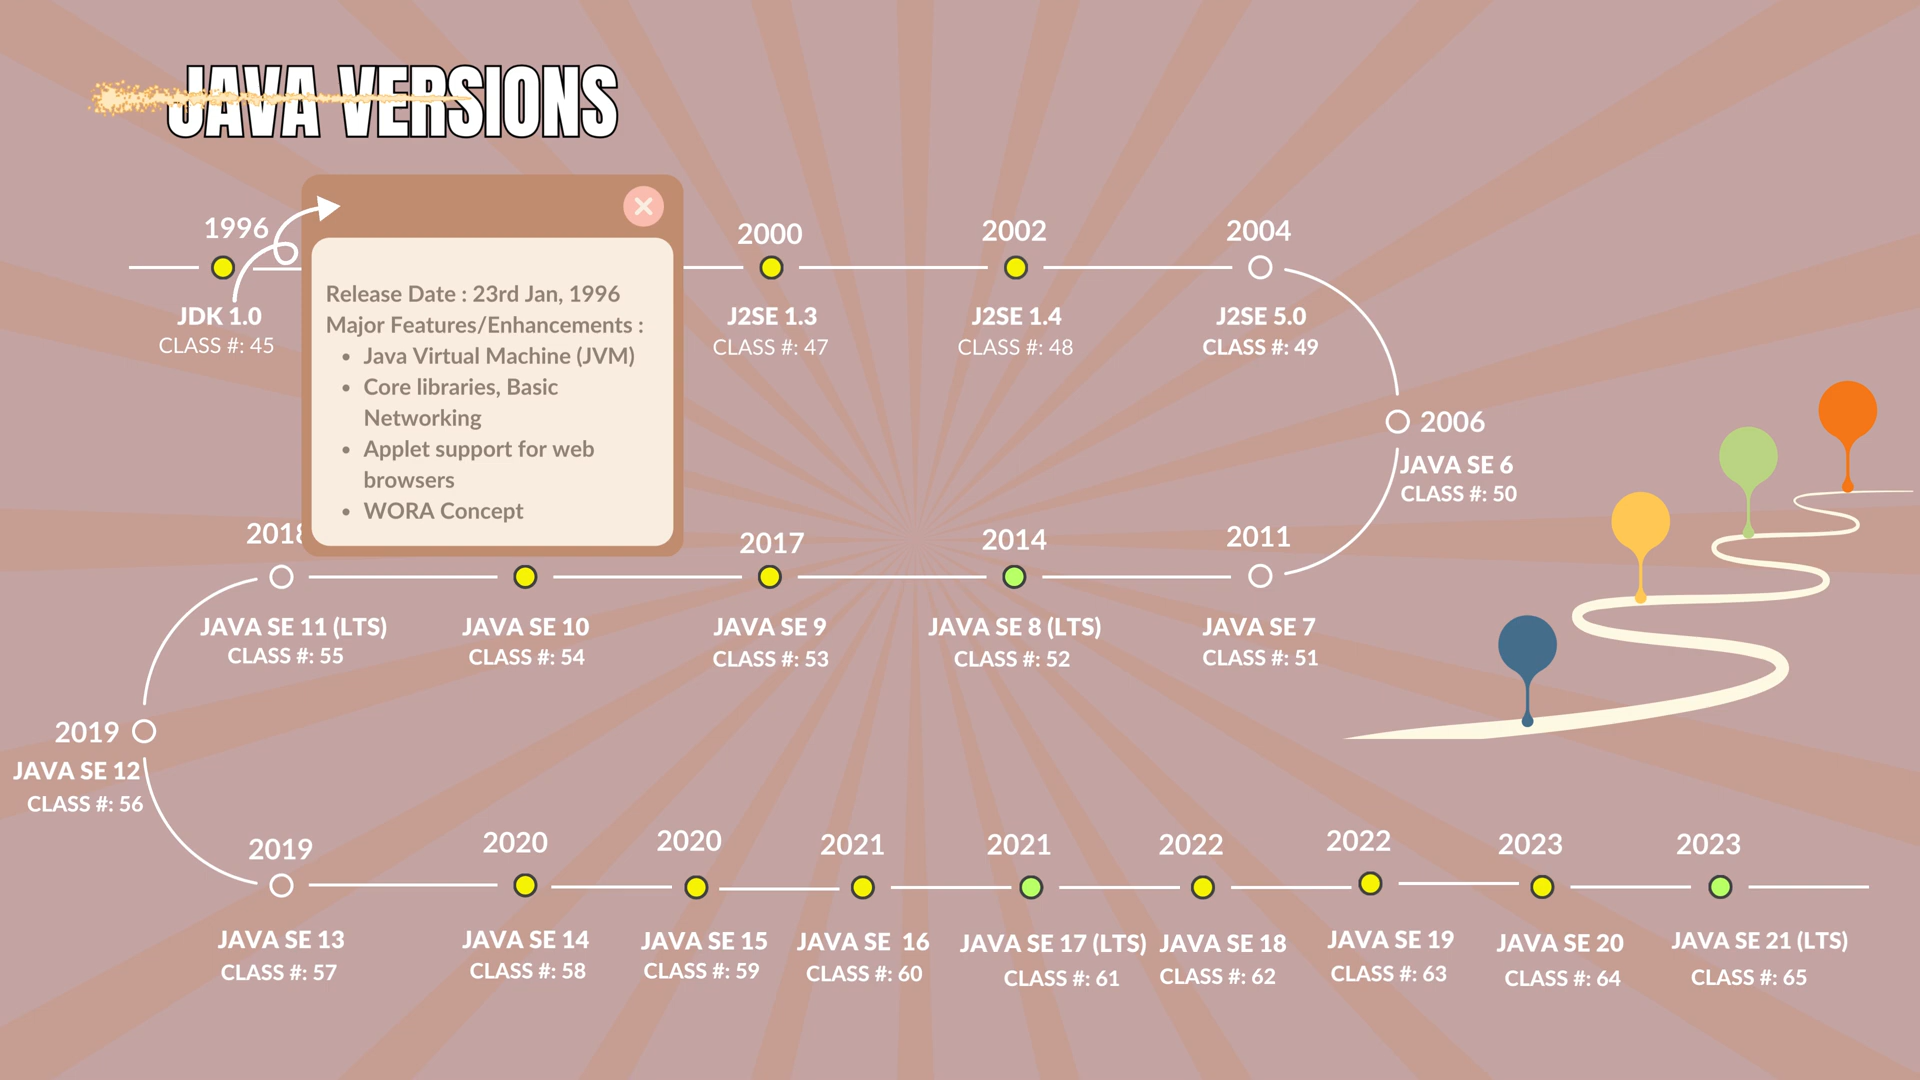 JAVA VERSIONS
1996
JDK 1.0
CLASS #: 45
Release Date : 23rd Jan, 1996
Major Features/Enhancements :
• Java Virtual Machine (JVM)
• Core libraries, Basic
Networking
• Applet support for web
browsers
• WORA Concept
2000
J2SE 1.3
CLASS #: 47
2002
J2SE 1.4
CLASS #: 48
2004
J2SE 5.0
CLASS #: 49
2006
JAVA SE 6
CLASS #: 50
2011
JAVA SE 7
CLASS #: 51
2014
JAVA SE 8 (LTS)
CLASS #: 52
2017
JAVA SE 9
CLASS #: 53
JAVA SE 10
CLASS #: 54
2018
JAVA SE 11 (LTS)
CLASS #: 55
2019
JAVA SE 12
CLASS #: 56
2019
JAVA SE 13
CLASS #: 57
2020
JAVA SE 14
CLASS #: 58
2020
JAVA SE 15
CLASS #: 59
2021
JAVA SE 16
CLASS #: 60
2021
JAVA SE 17 (LTS)
CLASS #: 61
2022
JAVA SE 18
CLASS #: 62
2022
JAVA SE 19
CLASS #: 63
2023
JAVA SE 20
CLASS #: 64
2023
JAVA SE 21 (LTS)
CLASS #: 65